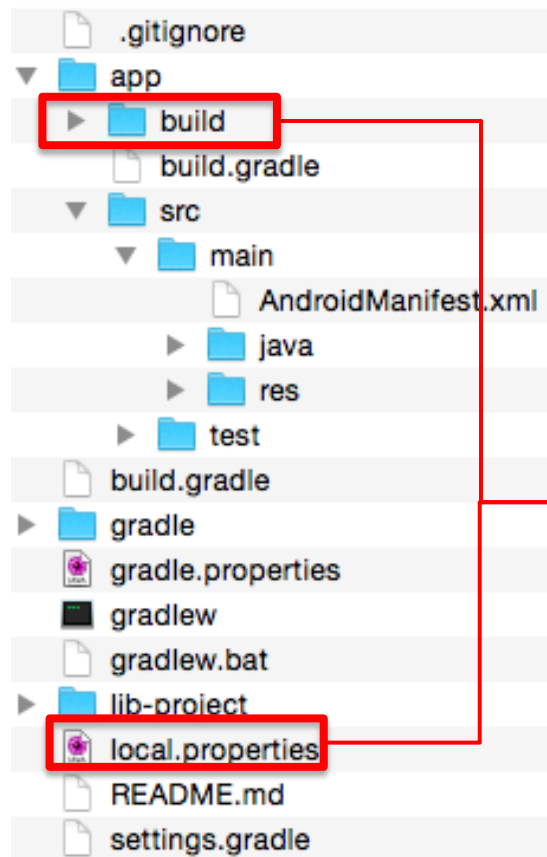 .gitignore
app
build
build.gradle
src
main
AndroidManifest.xml
java
res
test
build.gradle
gradle
gradle.properties
gradlew
gradlew.bat
lib-project
local.properties
README.md
settings.gradle